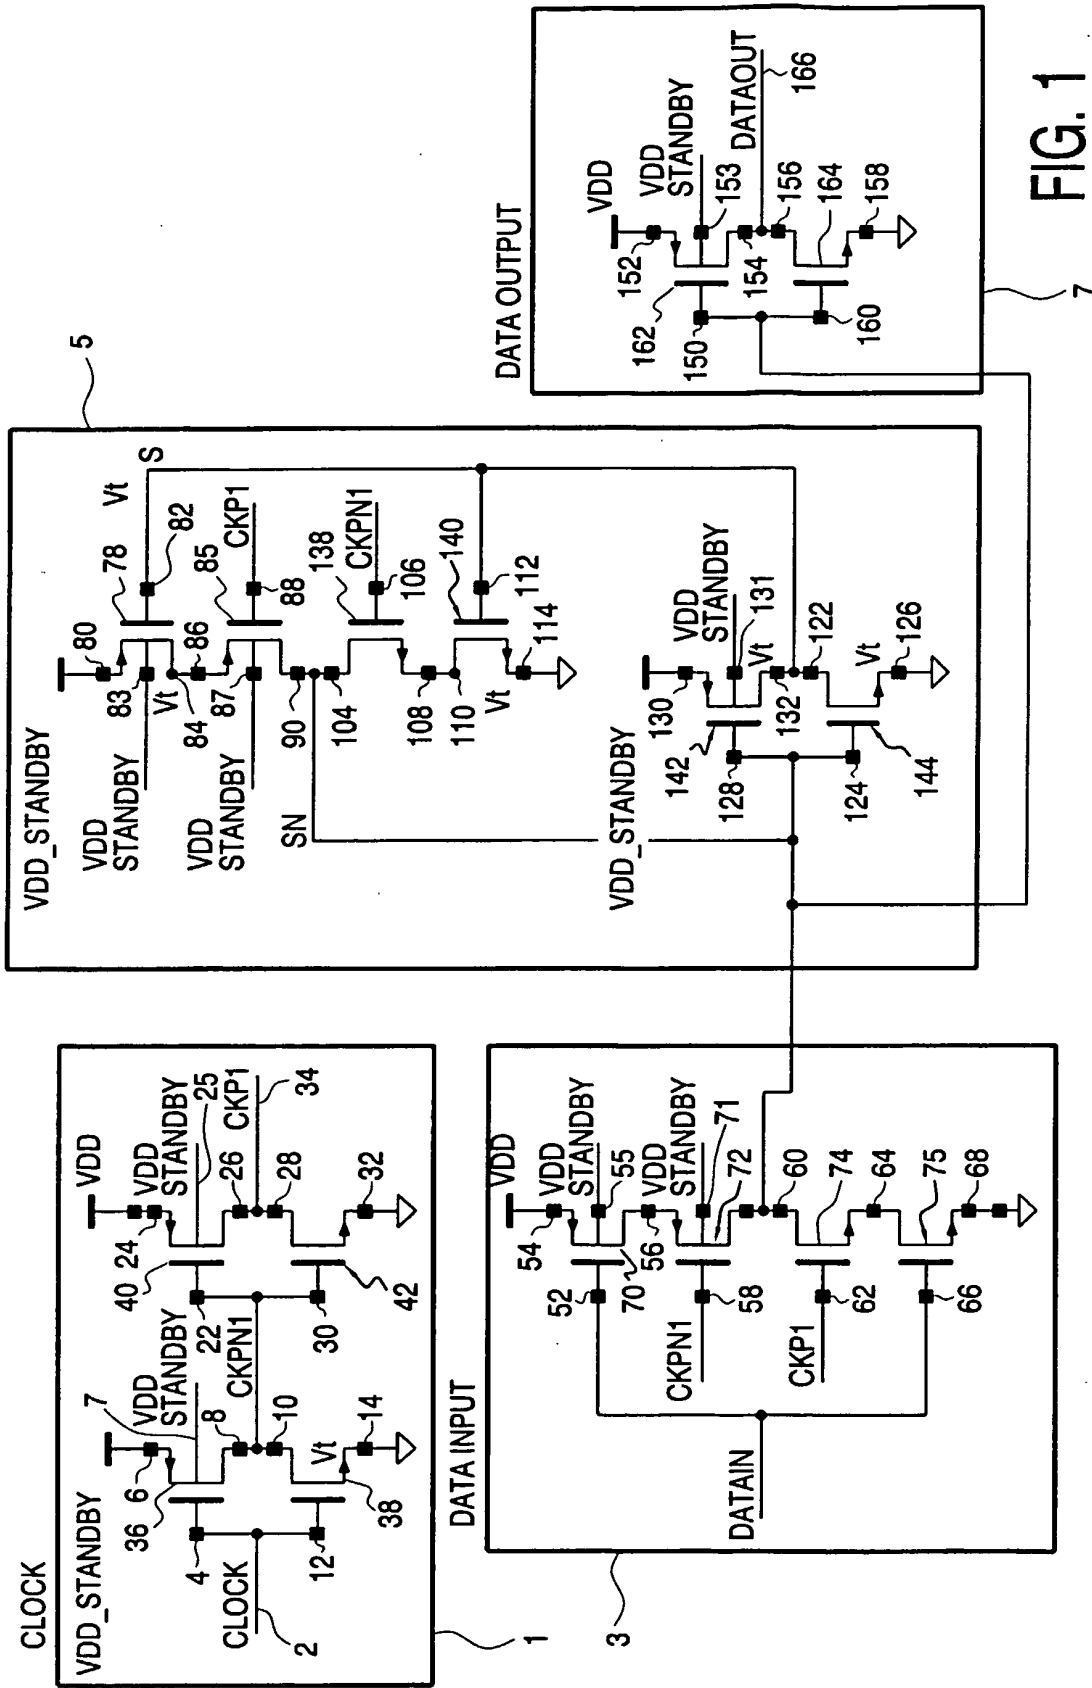 CLOCK
VDD_STANDBY
CLOCK
2
4
12
36
6
VDD
STANDBY
7
8
10
Vt
14
38
CKPN1
22
30
40
24
VDD
VDD
STANDBY
25
26
28
CKP1
34
32
42
1
DATA INPUT
DATAIN
CKPN1
CKP1
52
58
62
66
54
VDD
VDD
STANDBY
55
70
56
VDD
STANDBY
71
72
60
74
64
75
68
3
5
VDD_STANDBY
VDD
STANDBY
VDD
STANDBY
SN
80
83
Vt
84
86
87
90
104
108
110
Vt
114
78
Vt
S
82
85
CKP1
88
138
CKPN1
106
140
112
VDD_STANDBY
130
142
128
VDD
STANDBY
131
Vt
132
122
124
144
Vt
126
DATA OUTPUT
VDD
152
162
150
VDD
STANDBY
153
154
DATAOUT
166
156
164
158
160
7
FIG. 1